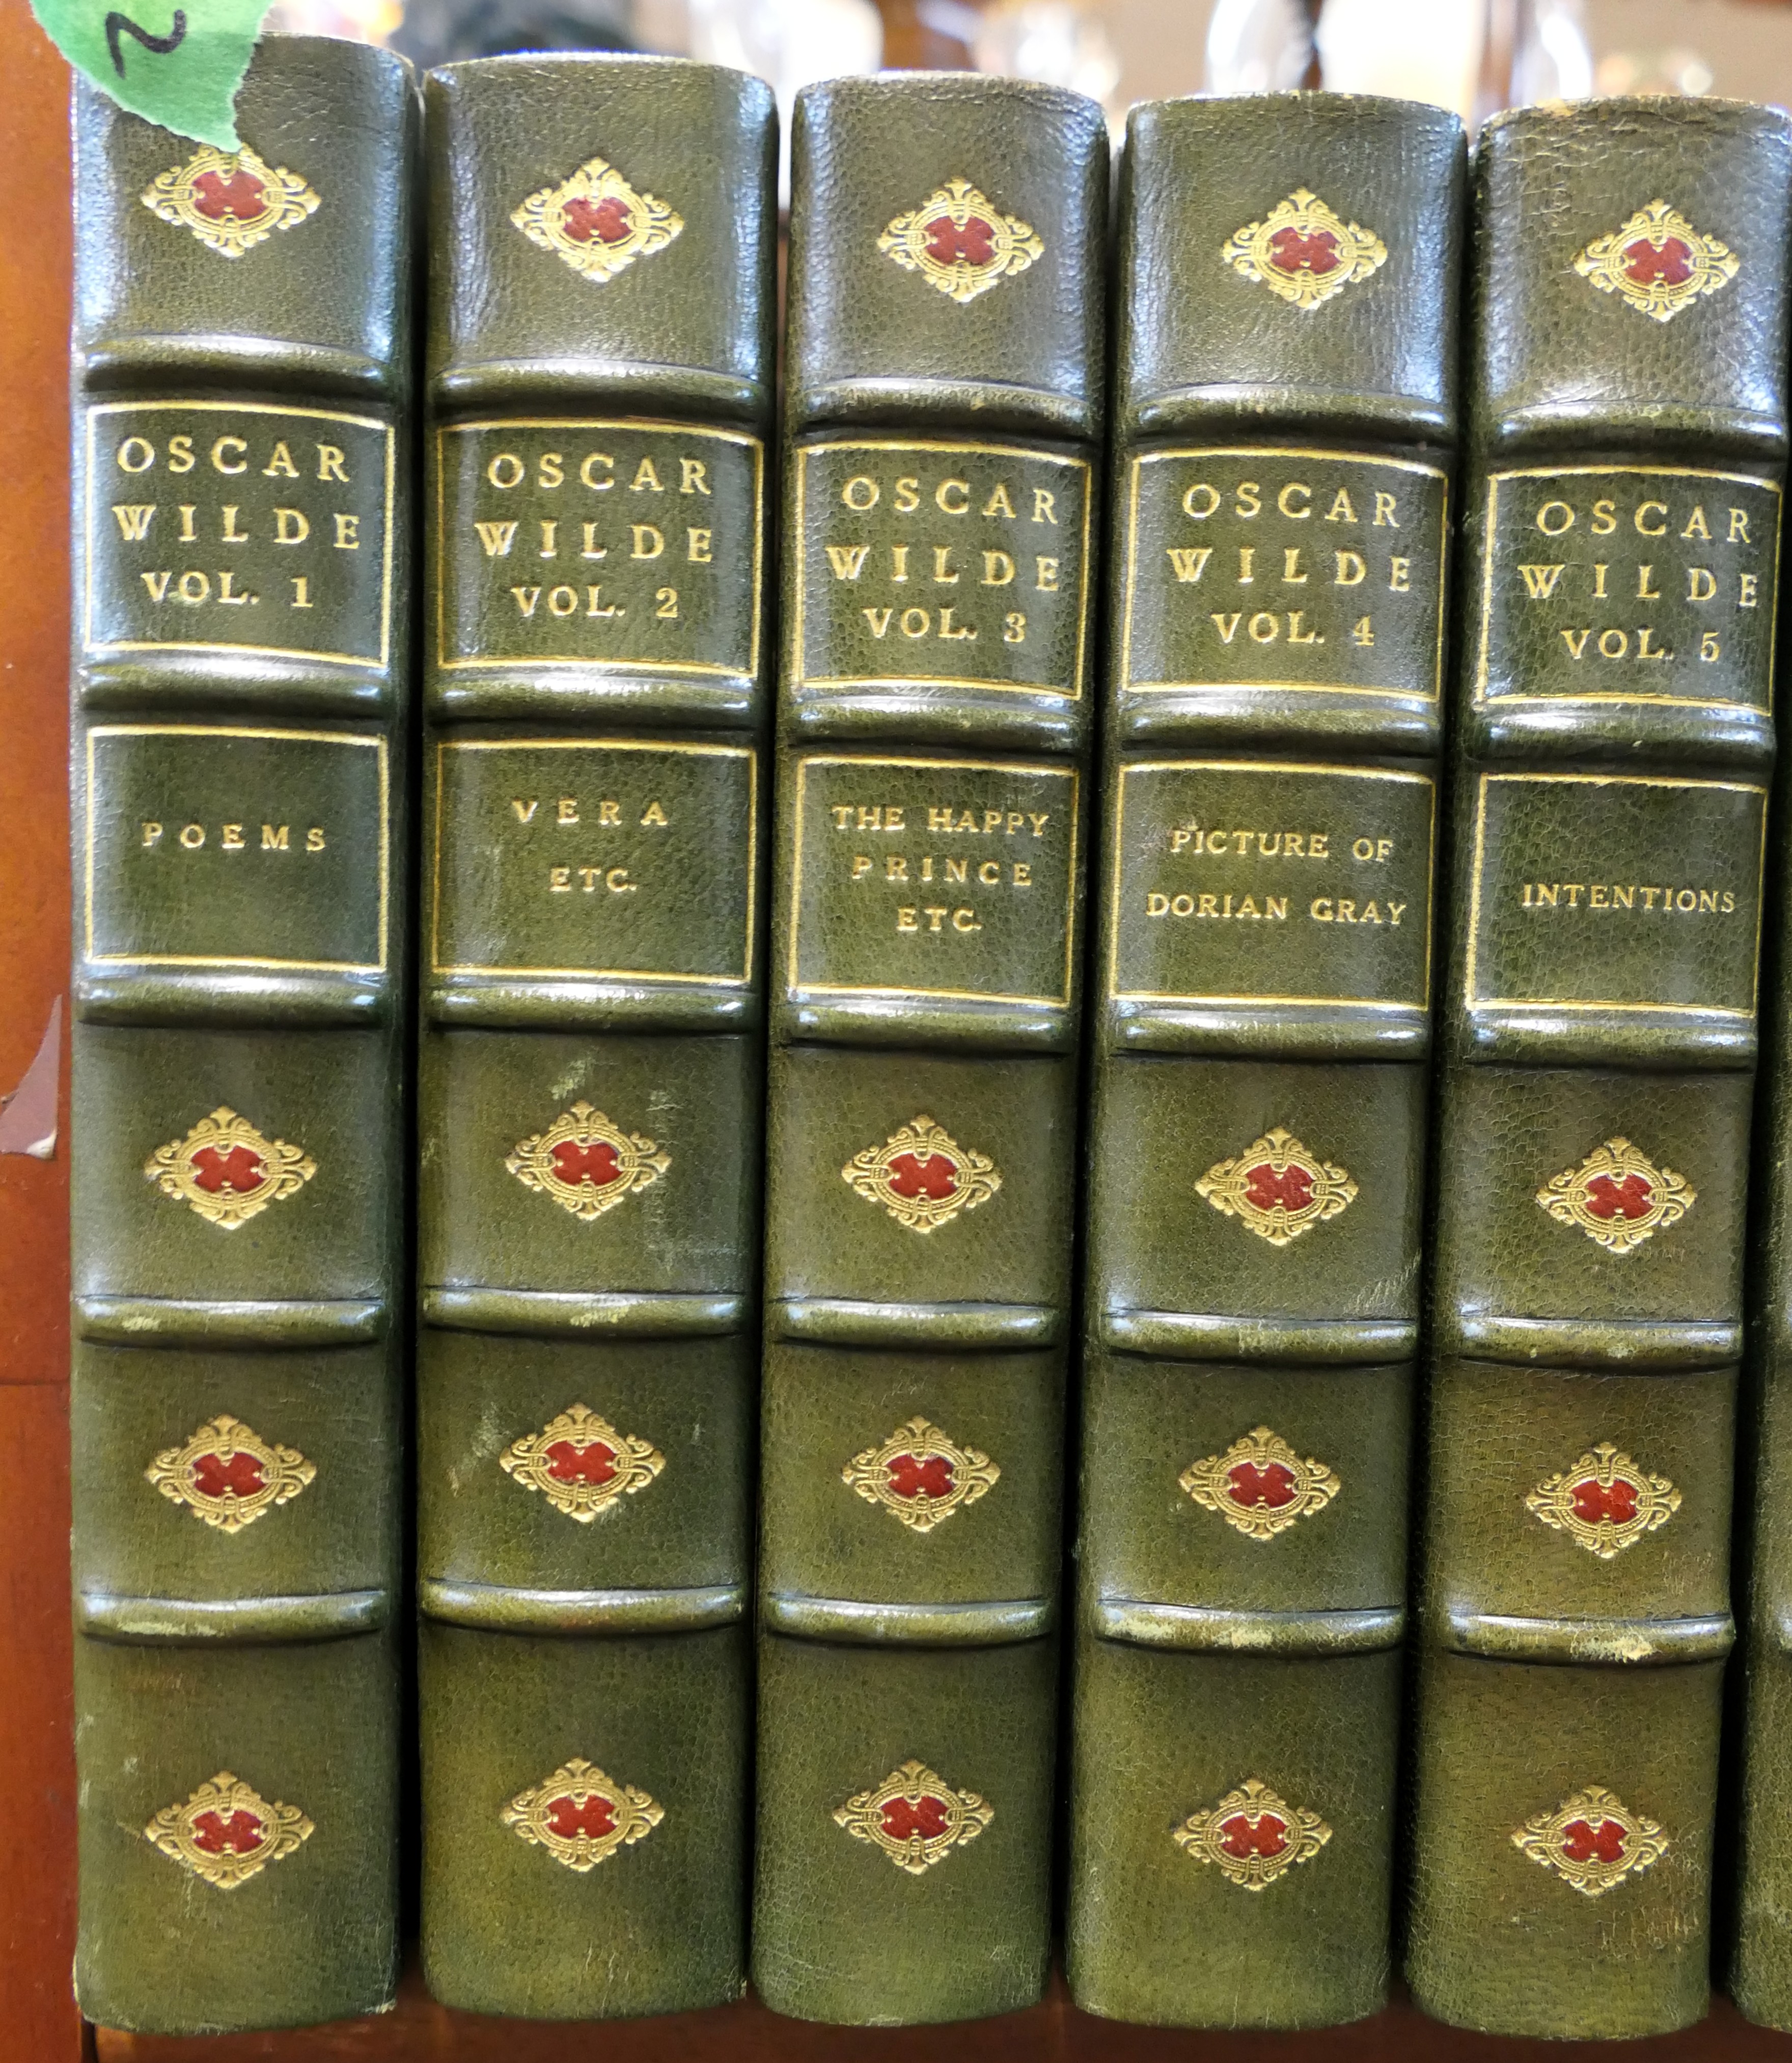 OSCAR
WILDE
VOL. 1
POEMS
OSCAR
WILDE
VOL. 2
VERA
ETC.
OSCAR
WILDE
VOL. 3
THE HAPPY
PRINCE
ETC.
OSCAR
WILDE
VOL. 4
PICTURE OF
DORIAN GRAY
OSCAR
WILDE
VOL. 5
INTENTIONS